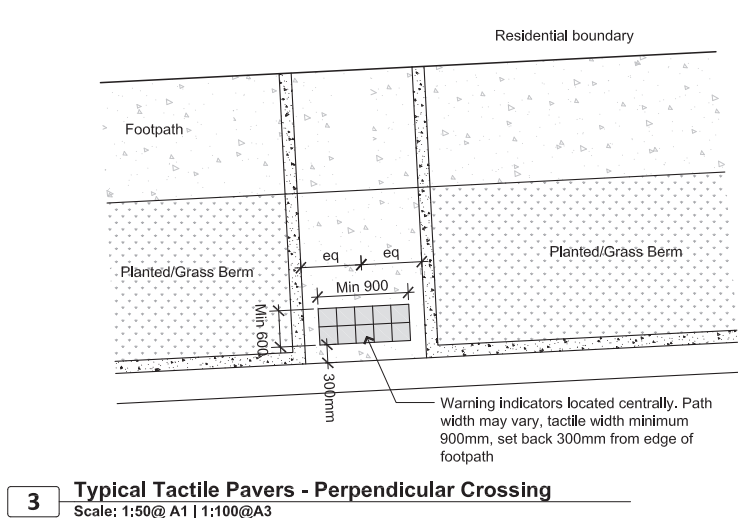 Residential boundary
Footpath
eq eq
Planted/Grass Berm
Planted/Grass Berm
Min 900
Min 600
300mm
Warning indicators located centrally. Path
width may vary, tactile width minimum
900mm, set back 300mm from edge of
footpath
3 Typical Tactile Pavers - Perpendicular Crossing
Scale: 1:50@ A1 | 1:100@A3